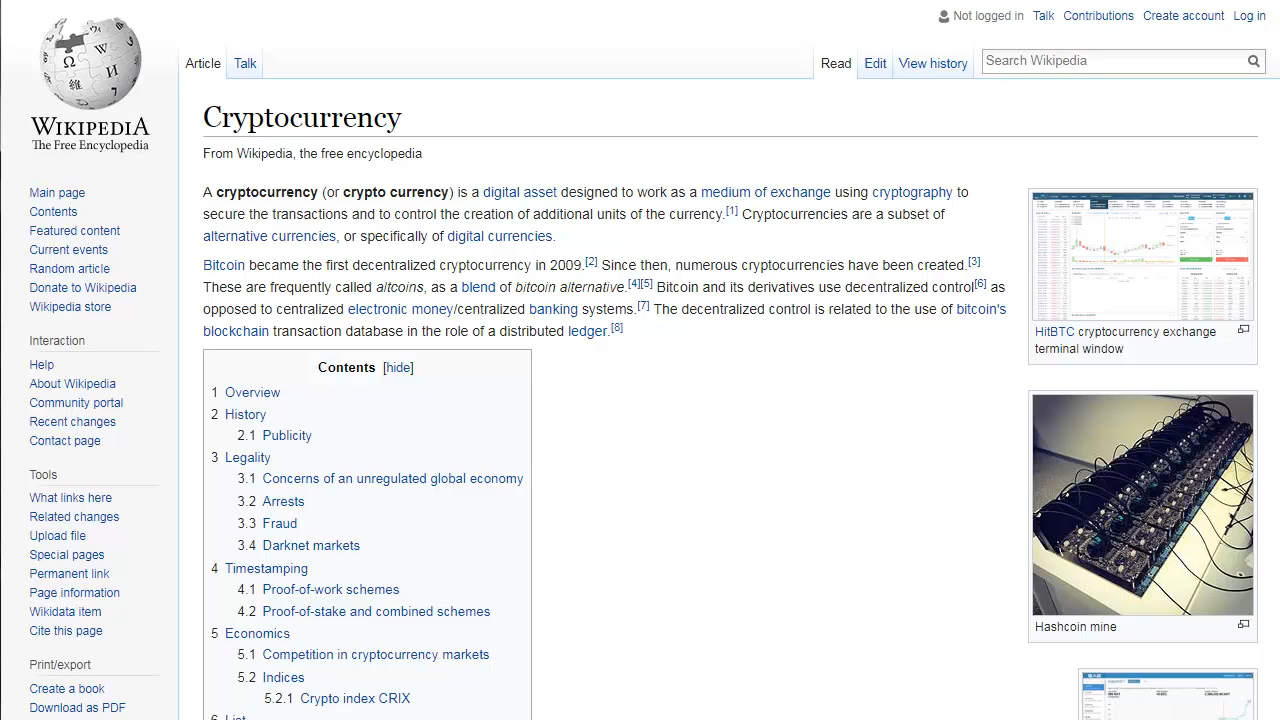 Not logged in Talk Contributions Create account Log in
Article Talk Read Edit View history Search Wikipedia
WIKIPEDIA
The Free Encyclopedia
Main page
Contents
Featured content
Current events
Random article
Donate to Wikipedia
Wikipedia store
Interaction
Help
About Wikipedia
Community portal
Recent changes
Contact page
Tools
What links here
Related changes
Upload file
Special pages
Permanent link
Page information
Wikidata item
Cite this page
Print/export
Create a book
Download as PDF
Cryptocurrency
From Wikipedia, the free encyclopedia
A cryptocurrency (or crypto currency) is a digital asset designed to work as a medium of exchange using cryptography to
secure the transactions and control the creation of additional units of the currency.[1] Cryptocurrencies are a subset of
alternative currencies, or specifically of digital currencies.
Bitcoin became the first decentralized cryptocurrency in 2009.[2] Since then, numerous cryptocurrencies have been created.[3]
These are frequently called altcoins, as a blend of bitcoin alternative.[4][5] Bitcoin and its derivatives use decentralized control[6] as
opposed to centralized electronic money/centralized banking systems.[7] The decentralized control is related to the use of bitcoin's
blockchain transaction database in the role of a distributed ledger.[8]
Contents [hide]
1 Overview
2 History
2.1 Publicity
3 Legality
3.1 Concerns of an unregulated global economy
3.2 Arrests
3.3 Fraud
3.4 Darknet markets
4 Timestamping
4.1 Proof-of-work schemes
4.2 Proof-of-stake and combined schemes
5 Economics
5.1 Competition in cryptocurrency markets
5.2 Indices
5.2.1 Crypto index CRIX
6 List
HitBTC cryptocurrency exchange
terminal window
Hashcoin mine